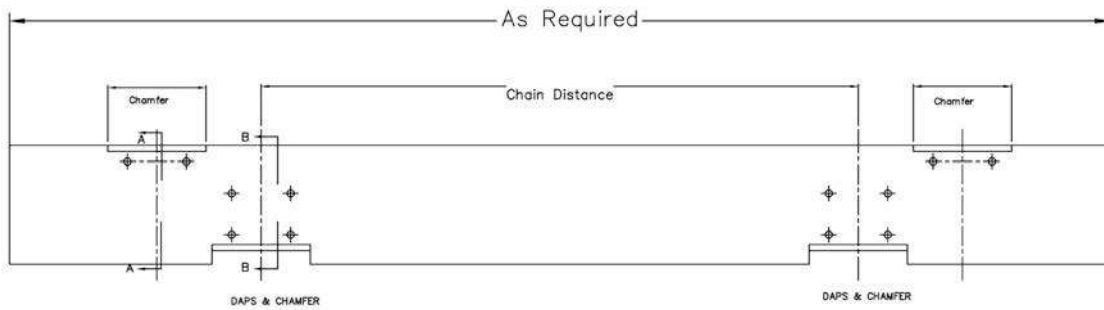 As Required
Chain Distance
Chamfer
Chamfer
A
B
A
B
DAPS & CHAMFER
DAPS & CHAMFER